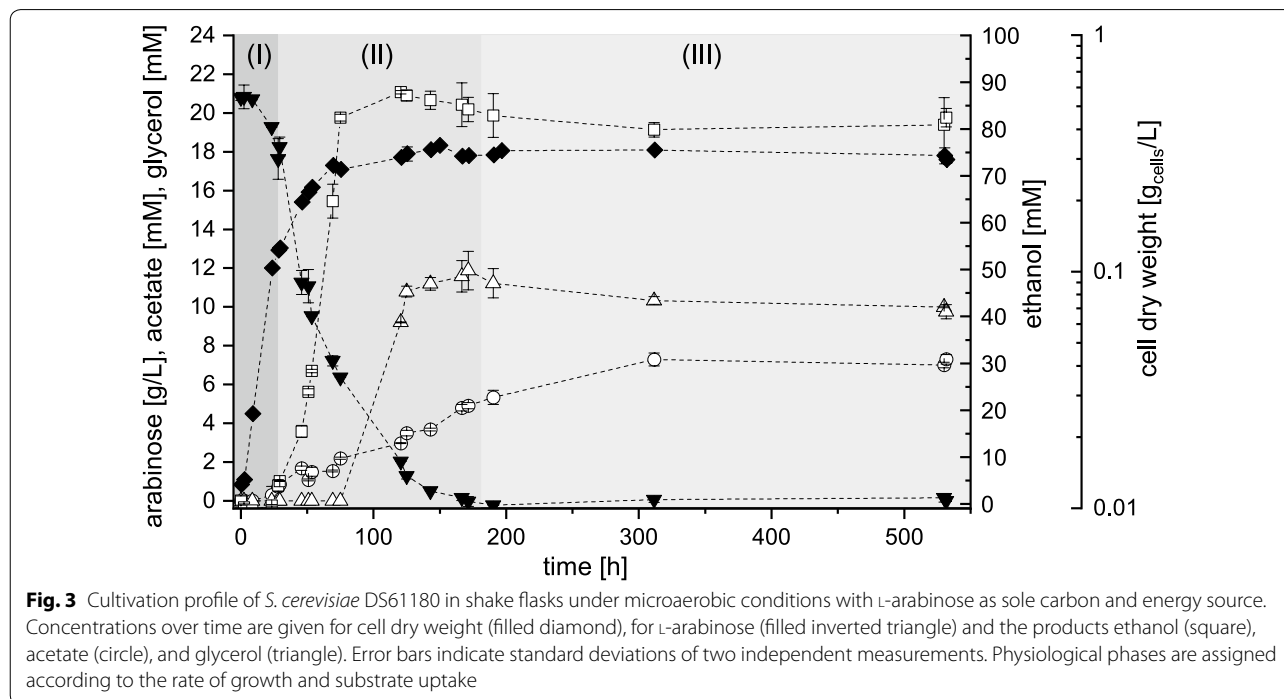 (I) (II) (III)
24
22
20
18
16
14
12
10
8
6
4
2
0
arabinose [g/L], acetate [mM], glycerol [mM]
0 100 200 300 400 500
time [h]
100
90
80
70
60
50
40
30
20
10
0
ethanol [mM]
1
0.1
0.01
cell dry weight [gcells/L]
Fig. 3 Cultivation profile of S. cerevisiae DS61180 in shake flasks under microaerobic conditions with L-arabinose as sole carbon and energy source.
Concentrations over time are given for cell dry weight (filled diamond), for L-arabinose (filled inverted triangle) and the products ethanol (square),
acetate (circle), and glycerol (triangle). Error bars indicate standard deviations of two independent measurements. Physiological phases are assigned
according to the rate of growth and substrate uptake